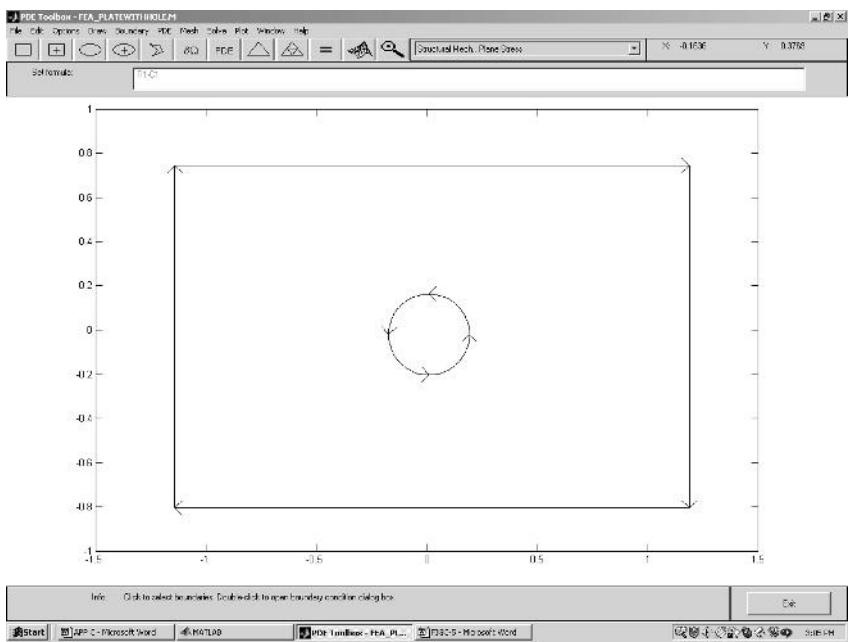 PDE Toolbox - FEA_PLATEWITHHOLE.M
File Edit Options Draw Boundary PDE Mesh Solve Plot Window Help
PDE
Structural Mech., Plane Stress
X: -0.1636
Y: 0.3769
Set formula:
R1-C1
1
0.8
0.6
0.4
0.2
0
-0.2
-0.4
-0.6
-0.8
-1
-1.5
-1
-0.5
0
0.5
1
1.5
Info: Click to select boundaries. Double-click to open boundary condition dialog box.
Exit
Start
APP C - Microsoft Word
MATLAB
PDE Toolbox - FEA_PL...
Microsoft Word